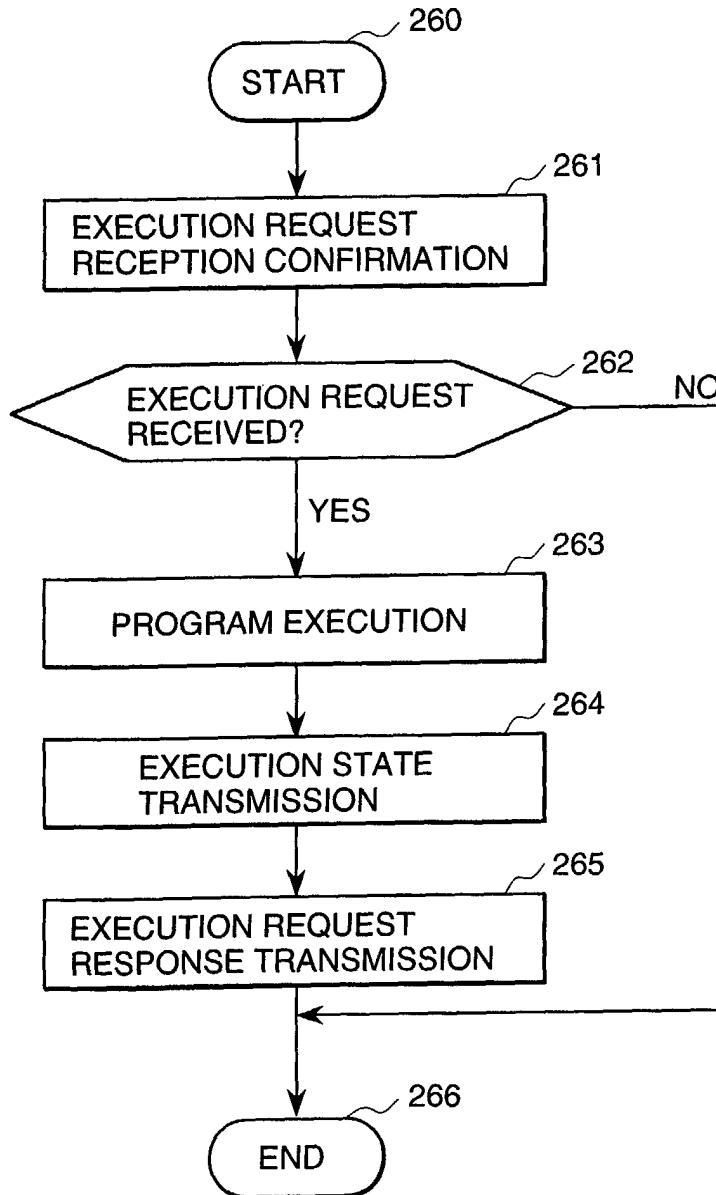 260
START
261
EXECUTION REQUEST
RECEPTION CONFIRMATION
262
EXECUTION REQUEST
RECEIVED?
NO
YES
263
PROGRAM EXECUTION
264
EXECUTION STATE
TRANSMISSION
265
EXECUTION REQUEST
RESPONSE TRANSMISSION
266
END